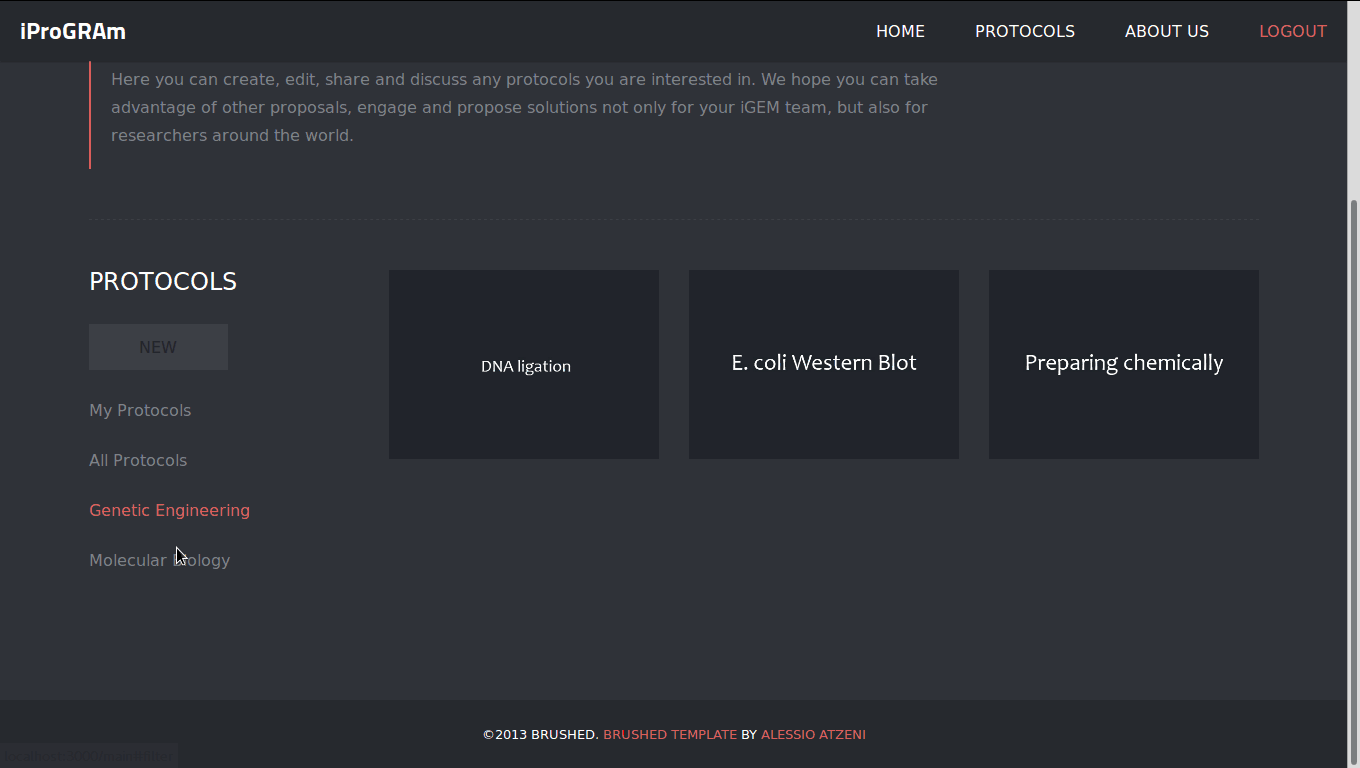 iProGRAm
HOME PROTOCOLS ABOUT US LOGOUT
Here you can create, edit, share and discuss any protocols you are interested in. We hope you can take
advantage of other proposals, engage and propose solutions not only for your iGEM team, but also for
researchers around the world.
PROTOCOLS
NEW
My Protocols
All Protocols
Genetic Engineering
Molecular
DNA ligation
E. coli Western Blot
Preparing chemically
©2013 BRUSHED. BRUSHED TEMPLATE BY ALESSIO ATZENI